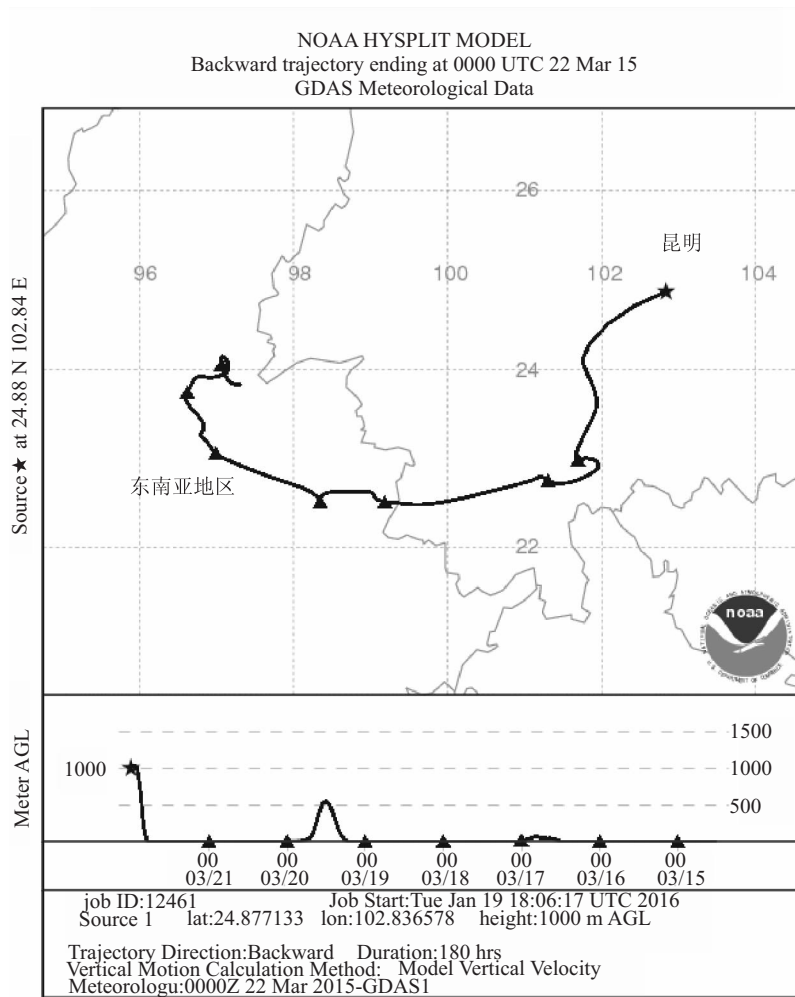 NOAA HYSPLIT MODEL
Backward trajectory ending at 0000 UTC 22 Mar 15
GDAS Meteorological Data
Source★ at 24.88 N 102.84 E
26
昆明
96 98 100 102 104
24
东南亚地区
22
noaa
Meter AGL
1500
1000 1000
500
00 00 00 00 00 00 00
03/21 03/20 03/19 03/18 03/17 03/16 03/15
job ID:12461 Job Start:Tue Jan 19 18:06:17 UTC 2016
Source 1 lat:24.877133 lon:102.836578 height:1000 m AGL
Trajectory Direction:Backward Duration:180 hrs
Vertical Motion Calculation Method: Model Vertical Velocity
Meteorologu:0000Z 22 Mar 2015-GDAS1